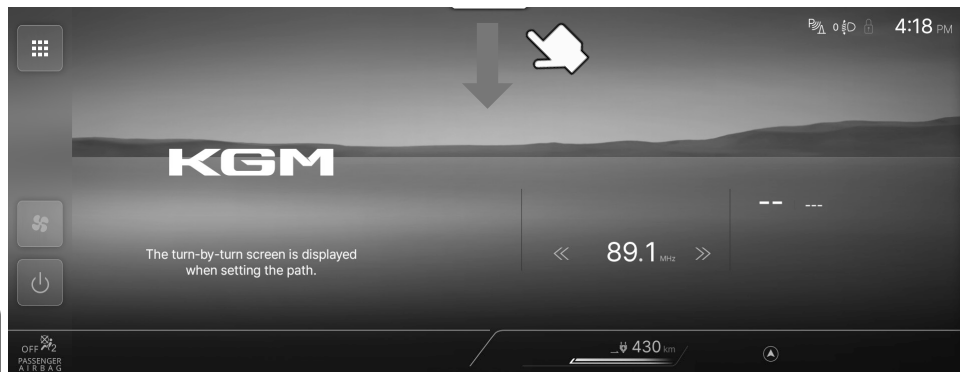 4:18 PM
KGM
-- ---
89.1 MHz
The turn-by-turn screen is displayed
when setting the path.
OFF 2
PASSENGER
AIRBAG
430 km